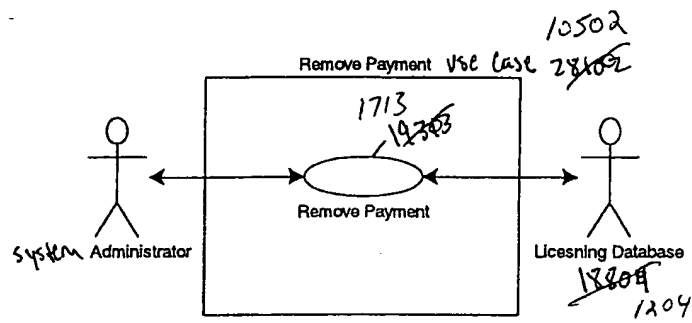 10502
Remove Payment use case 28102
1713
19303
Remove Payment
system Administrator
Licesning Database
18804
1204